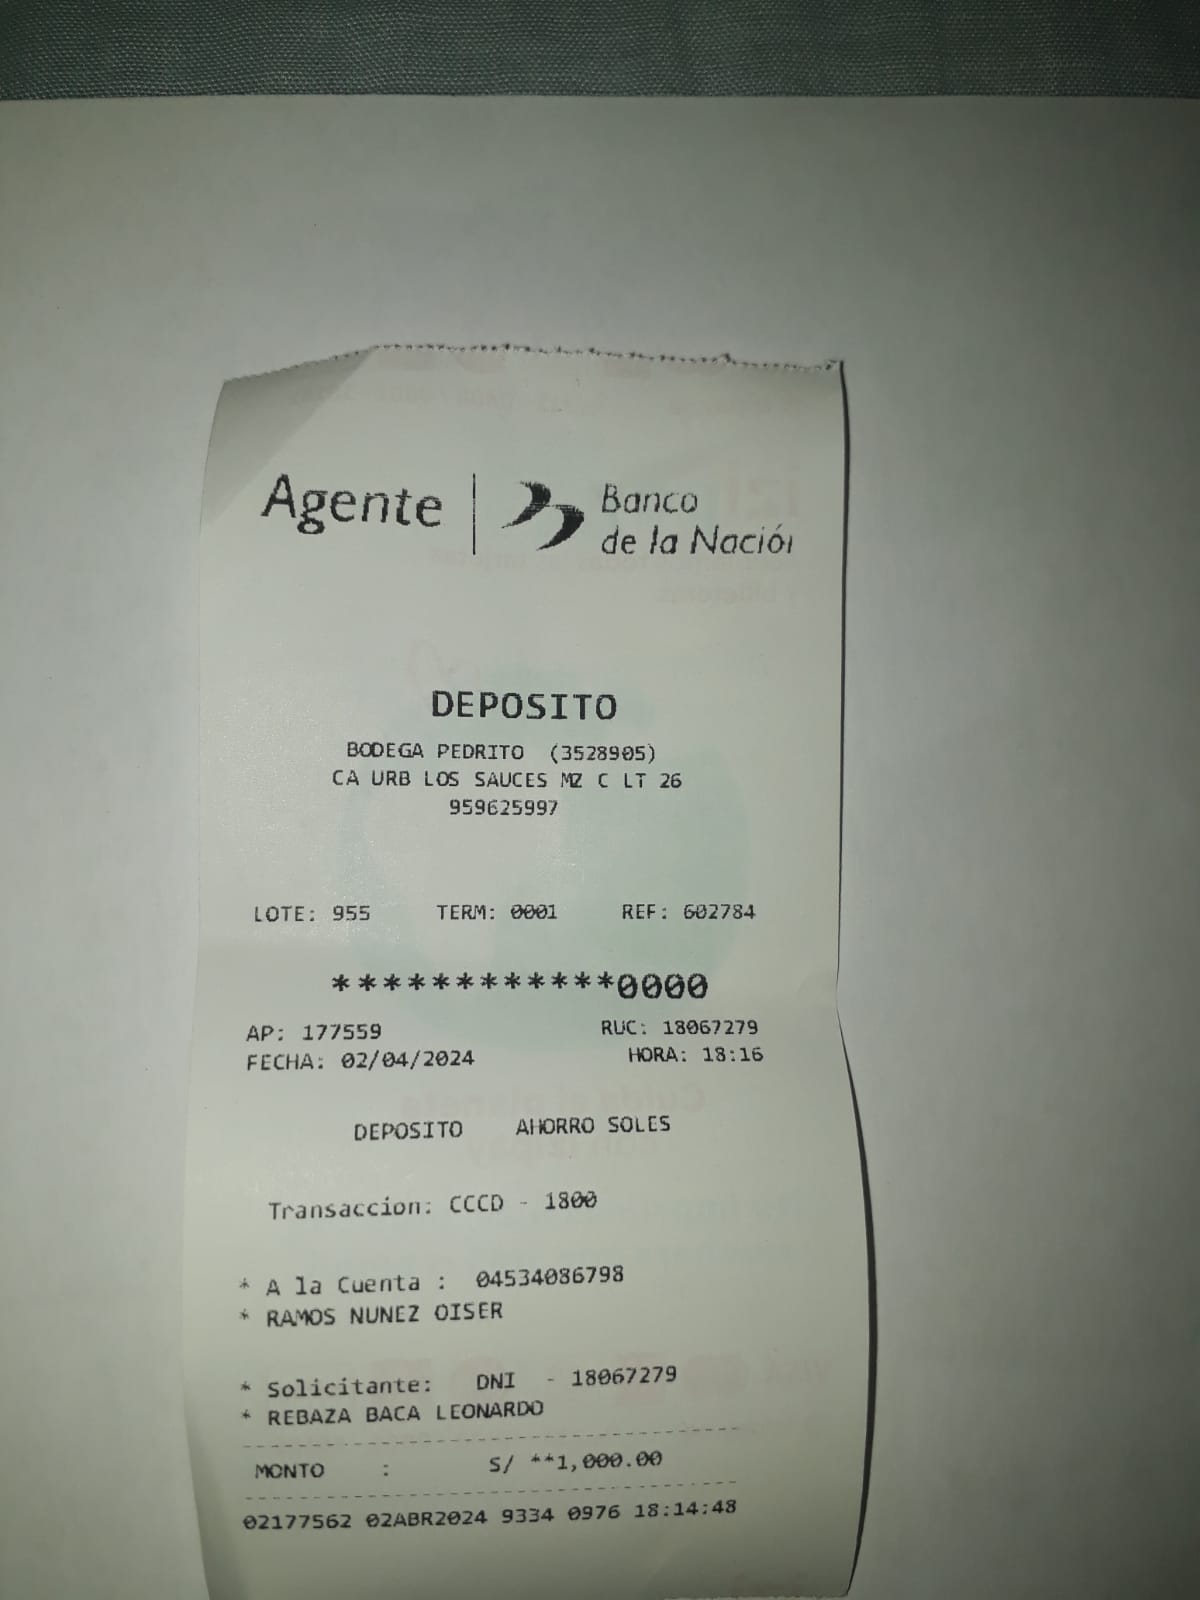 Agente | Banco
de la Nación
DEPOSITO
BODEGA PEDRITO (3528905)
CA URB LOS SAUCES MZ C LT 26
959625997
LOTE: 955 TERM: 0001 REF: 602784
************0000
AP: 177559 RUC: 18067279
FECHA: 02/04/2024 HORA: 18:16
DEPOSITO AHORRO SOLES
Transaccion: CCCD - 1800
* A la Cuenta : 04534086798
* RAMOS NUNEZ OISER
* Solicitante: DNI - 18067279
* REBAZA BACA LEONARDO
MONTO : S/ **1,000.00
02177562 02ABR2024 9334 0976 18:14:48